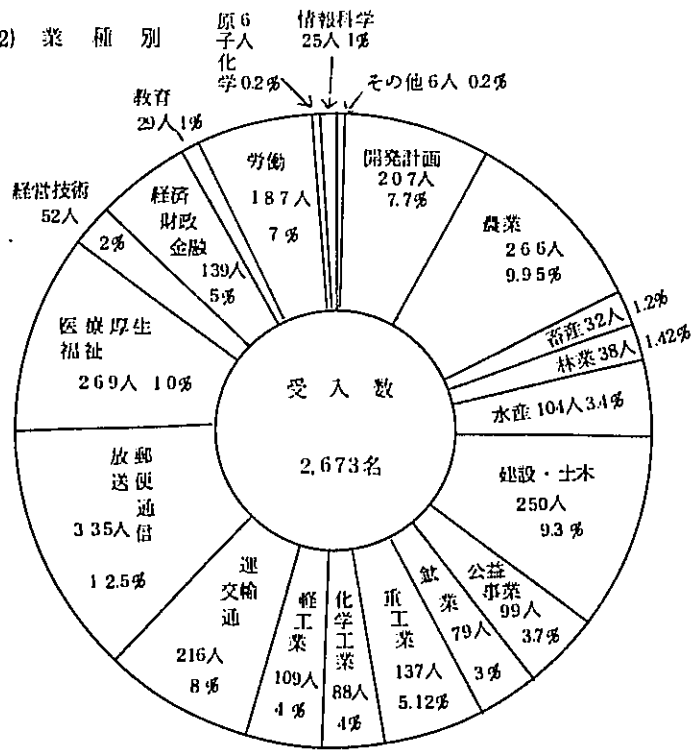 2) 業種別
原子化学 6人 0.2%
情報科学
25人 1%
その他 6人 0.2%
開発計画
207人
7.7%
農業
266人
9.95%
畜産 32人 1.2%
林業 38人 1.42%
水産 104人 3.4%
建設・土木
250人
9.3%
公益
事業
99人
3.7%
鉱業
79人
3%
重工業
137人
5.12%
化学工業
88人
4%
軽工業
109人
4%
運輸
交通
216人
8%
郵便通信
放送
335人
12.5%
医療厚生
福祉
269人 10%
経営技術
52人
2%
経済
財政
金融
139人
5%
教育
29人 1%
労働
187人
7%
受入数
2,673名